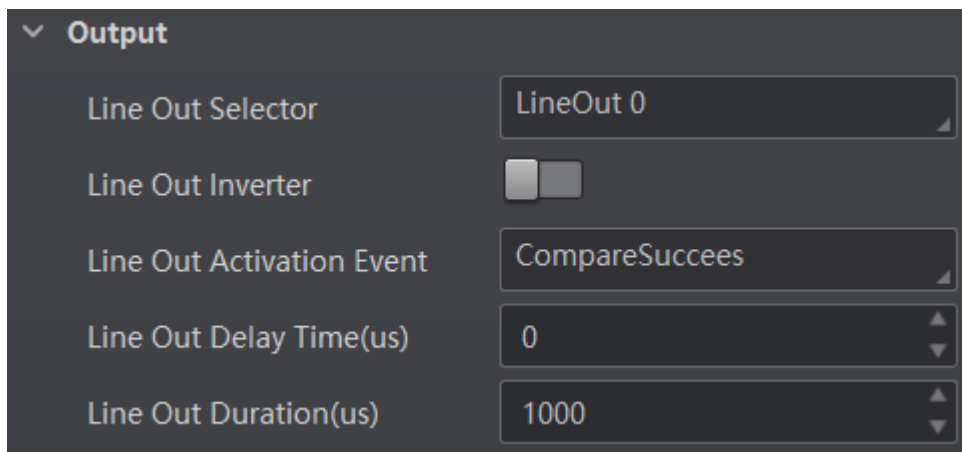 Output
Line Out Selector LineOut 0
Line Out Inverter
Line Out Activation Event CompareSuccees
Line Out Delay Time(us) 0
Line Out Duration(us) 1000